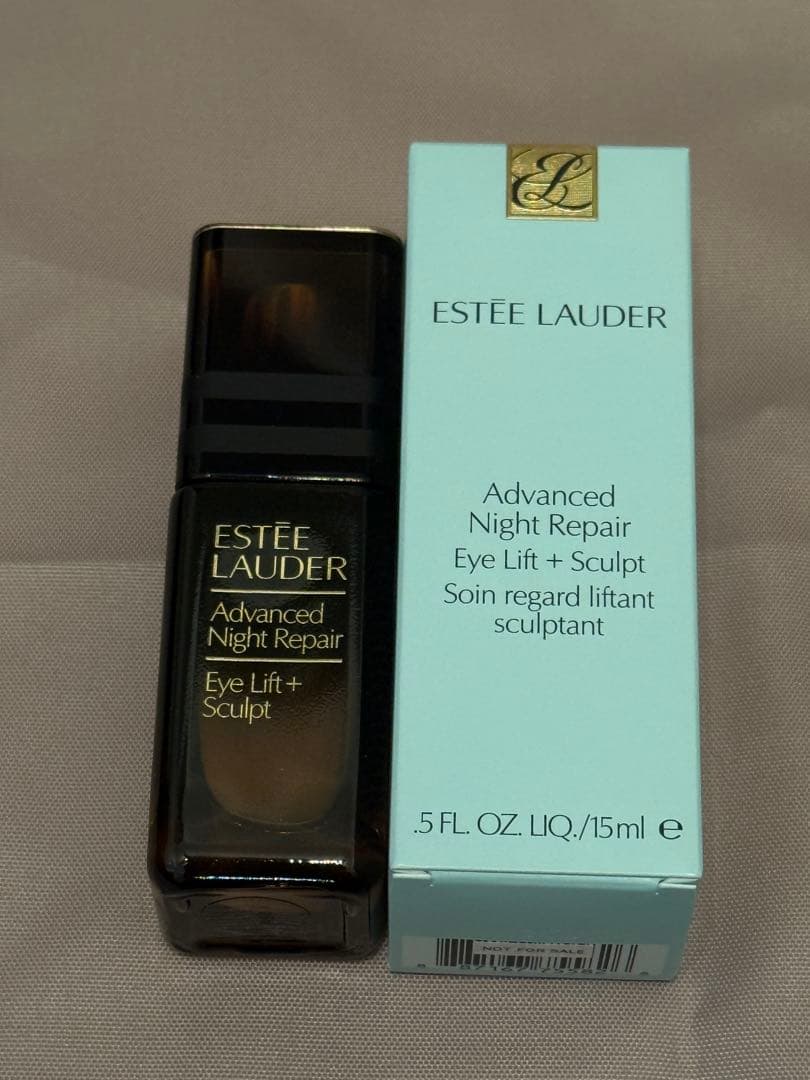 ESTĒE
LAUDER
Advanced
Night Repair
Eye Lift +
Sculpt
EL
ESTĒE LAUDER
Advanced
Night Repair
Eye Lift + Sculpt
Soin regard liftant
sculptant
.5 FL. OZ. LIQ./15ml ℮
NOT FOR SALE